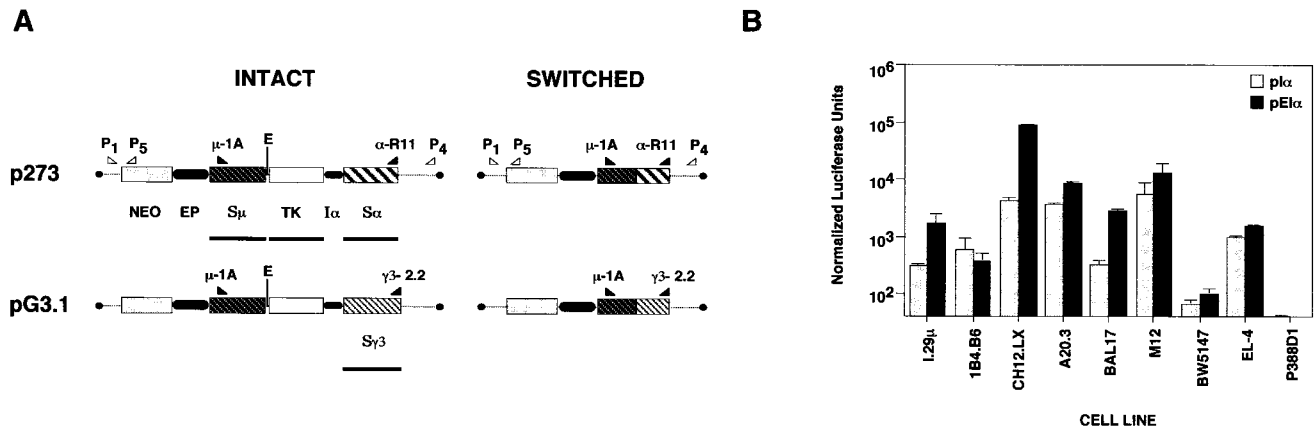 A
INTACT
SWITCHED
P1 P5 μ-1A E α-R11 P4
P1 P5 μ-1A α-R11 P4
p273
NEO EP Sμ TK Iα Sα
μ-1A E γ3- 2.2
μ-1A γ3- 2.2
pG3.1
Sγ3
B
Normalized Luciferase Units
10^6
10^5
10^4
10^3
10^2
pIα
pEIα
I.29μ
1B4.B6
CH12.LX
A20.3
BAL17
M12
BW5147
EL-4
P388D1
CELL LINE